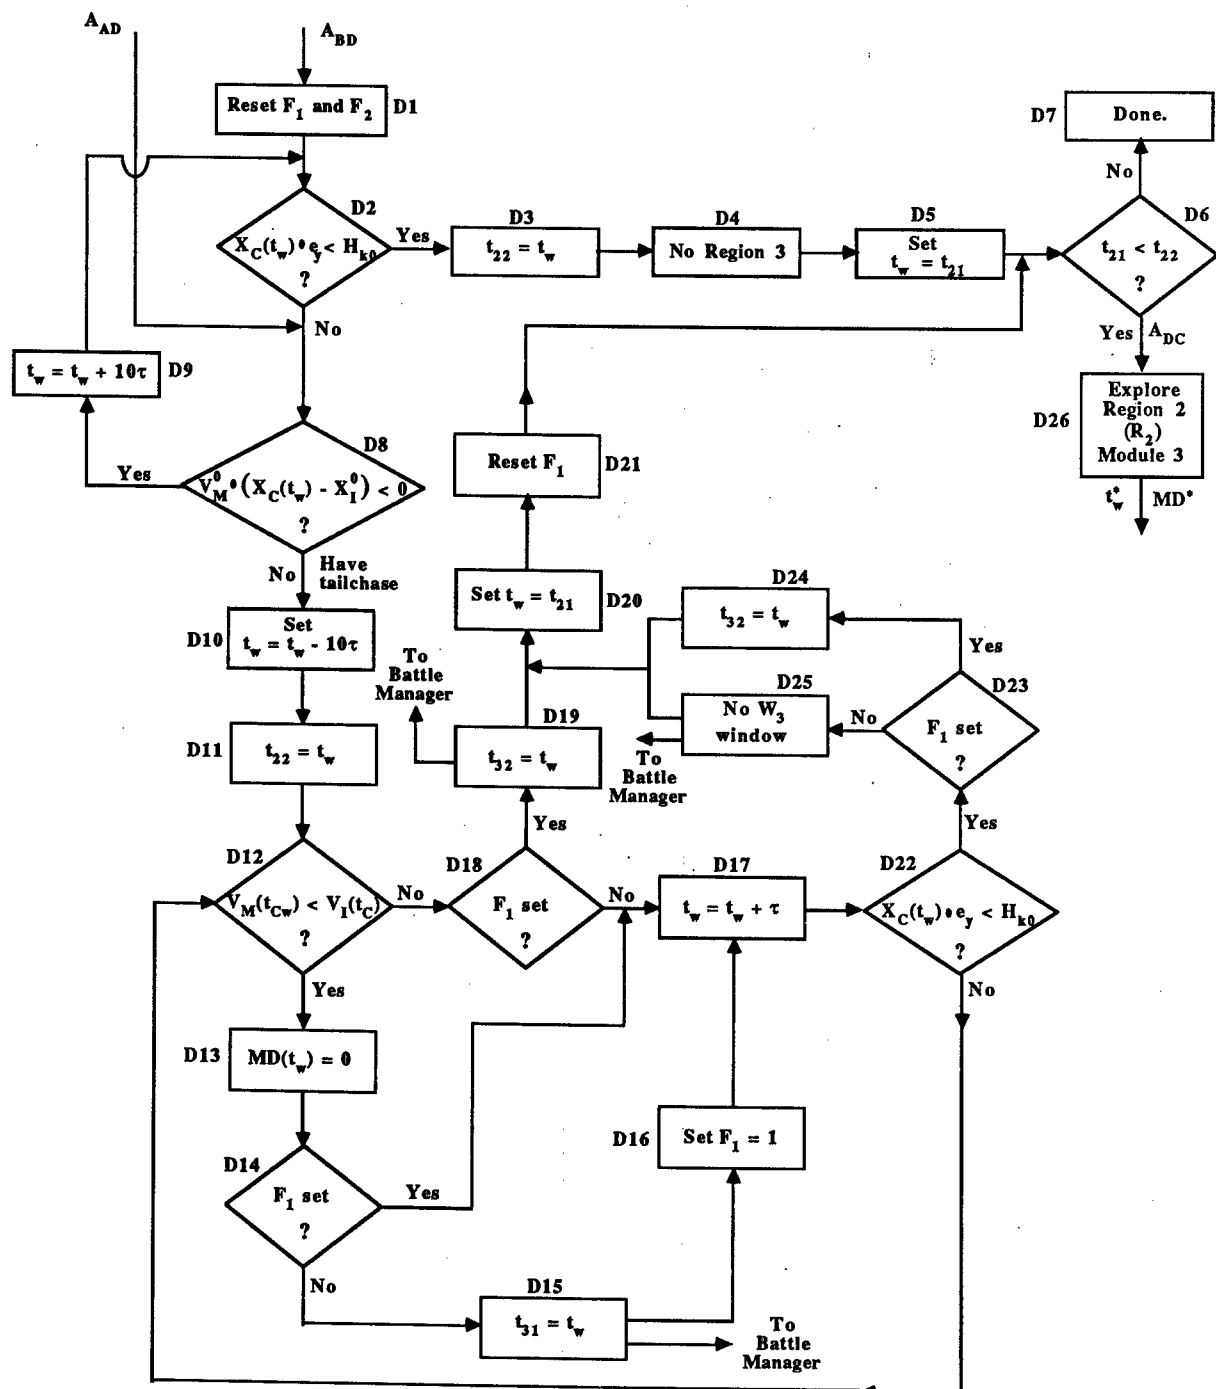 A_AD
A_BD
Reset F_1 and F_2
D1
D7
Done.
No
D2
X_C(t_w) • e_y < H_k0
?
Yes
No
D3
t_22 = t_w
D4
No Region 3
D5
Set
t_w = t_21
D6
t_21 < t_22
?
Yes
A_DC
D26
Explore
Region 2
(R_2)
Module 3
t_w^*
MD^*
t_w = t_w + 10τ
D9
D8
Yes
V_M^0 • (X_C(t_w) - X_I^0) < 0
?
No
Have
tailchase
D10
Set
t_w = t_w - 10τ
Reset F_1
D21
Set t_w = t_21
D20
D24
t_32 = t_w
Yes
D23
F_1 set
?
No
D25
No W_3
window
To
Battle
Manager
To
Battle
Manager
D19
t_32 = t_w
D11
t_22 = t_w
Yes
D12
V_M(t_Cw) < V_I(t_C)
?
No
D18
F_1 set
?
No
D17
t_w = t_w + τ
Yes
D22
X_C(t_w) • e_y < H_k0
?
No
Yes
D13
MD(t_w) = 0
D14
F_1 set
?
Yes
No
D16
Set F_1 = 1
D15
t_31 = t_w
To
Battle
Manager